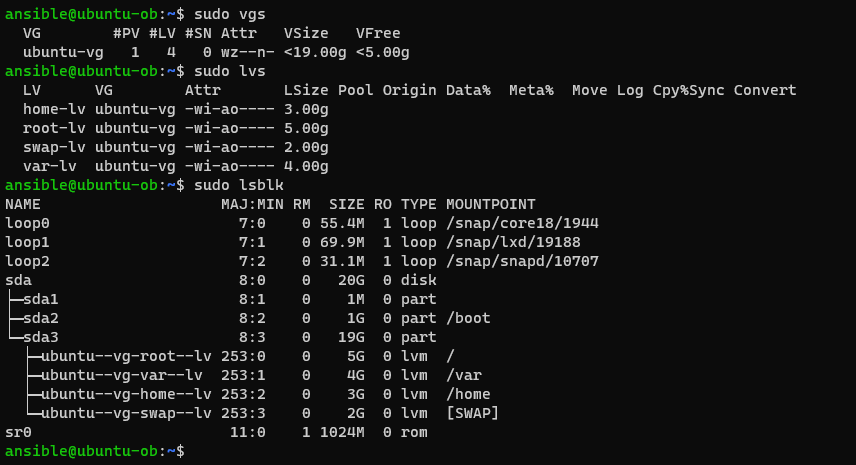 ansible@ubuntu-ob:~$ sudo vgs
  VG        #PV #LV #SN Attr   VSize   VFree
  ubuntu-vg   1   4   0 wz--n- <19.00g <5.00g
ansible@ubuntu-ob:~$ sudo lvs
  LV      VG        Attr       LSize Pool Origin Data%  Meta%  Move Log Cpy%Sync Convert
  home-lv ubuntu-vg -wi-ao---- 3.00g
  root-lv ubuntu-vg -wi-ao---- 5.00g
  swap-lv ubuntu-vg -wi-ao---- 2.00g
  var-lv  ubuntu-vg -wi-ao---- 4.00g
ansible@ubuntu-ob:~$ sudo lsblk
NAME                    MAJ:MIN RM  SIZE RO TYPE MOUNTPOINT
loop0                     7:0    0 55.4M  1 loop /snap/core18/1944
loop1                     7:1    0 69.9M  1 loop /snap/lxd/19188
loop2                     7:2    0 31.1M  1 loop /snap/snapd/10707
sda                       8:0    0   20G  0 disk
├─sda1                    8:1    0    1M  0 part
├─sda2                    8:2    0    1G  0 part /boot
└─sda3                    8:3    0   19G  0 part
  ├─ubuntu--vg-root--lv 253:0    0    5G  0 lvm  /
  ├─ubuntu--vg-var--lv  253:1    0    4G  0 lvm  /var
  ├─ubuntu--vg-home--lv 253:2    0    3G  0 lvm  /home
  └─ubuntu--vg-swap--lv 253:3    0    2G  0 lvm  [SWAP]
sr0                      11:0    1 1024M  0 rom
ansible@ubuntu-ob:~$